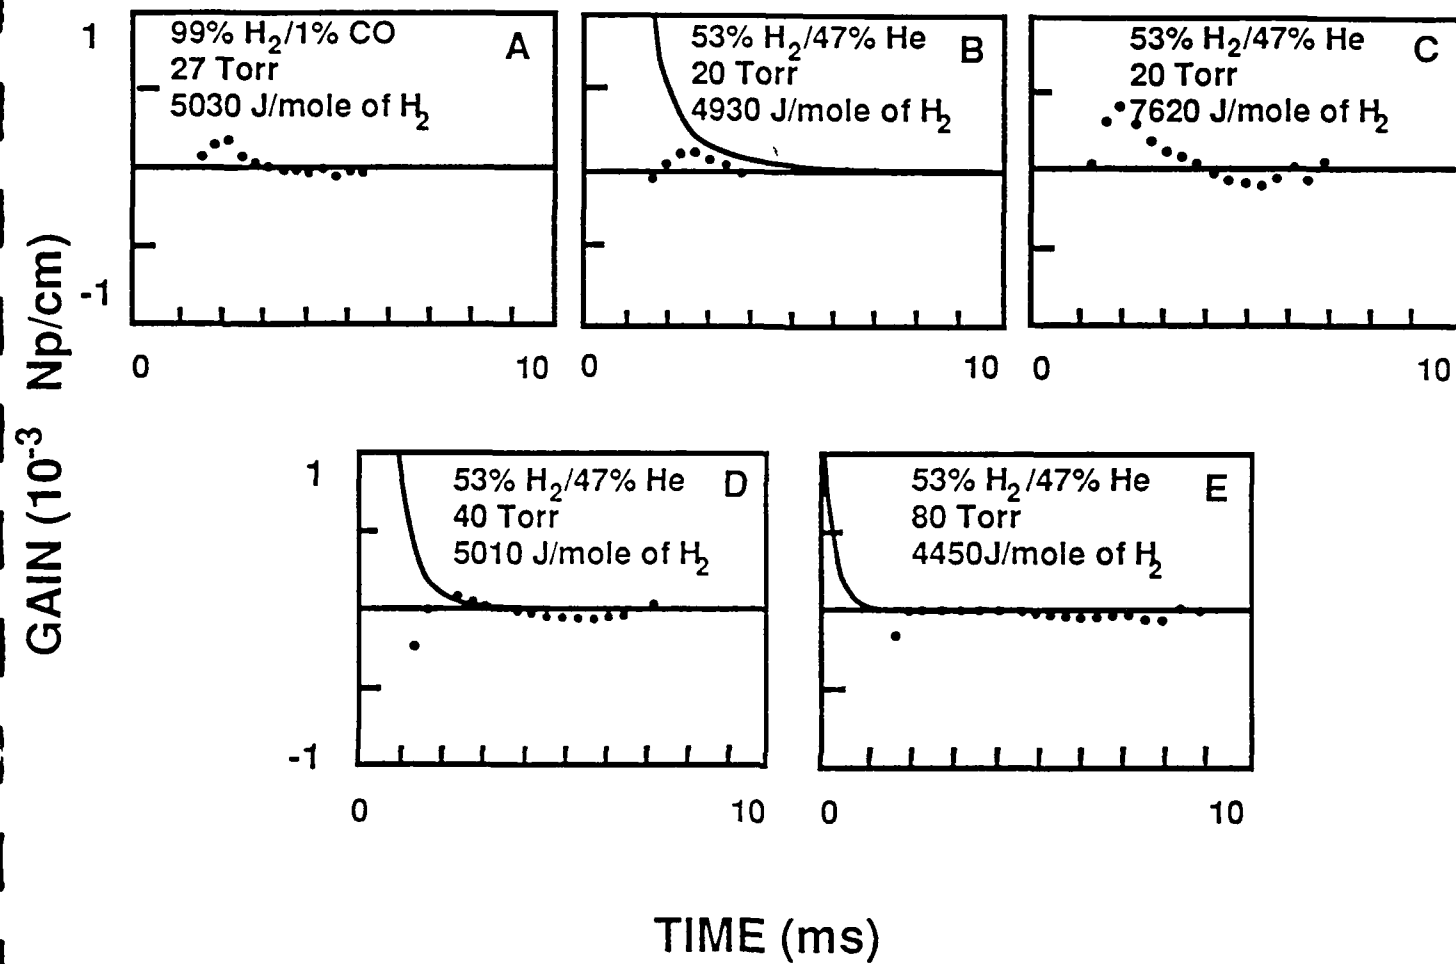 1
99% H₂/1% CO
27 Torr
5030 J/mole of H₂
A
53% H₂/47% He
20 Torr
4930 J/mole of H₂
B
53% H₂/47% He
20 Torr
7620 J/mole of H₂
C
-1
0
10
0
10
0
10
GAIN (10⁻³ Np/cm)
1
53% H₂/47% He
40 Torr
5010 J/mole of H₂
D
53% H₂/47% He
80 Torr
4450J/mole of H₂
E
-1
0
10
0
10
TIME (ms)